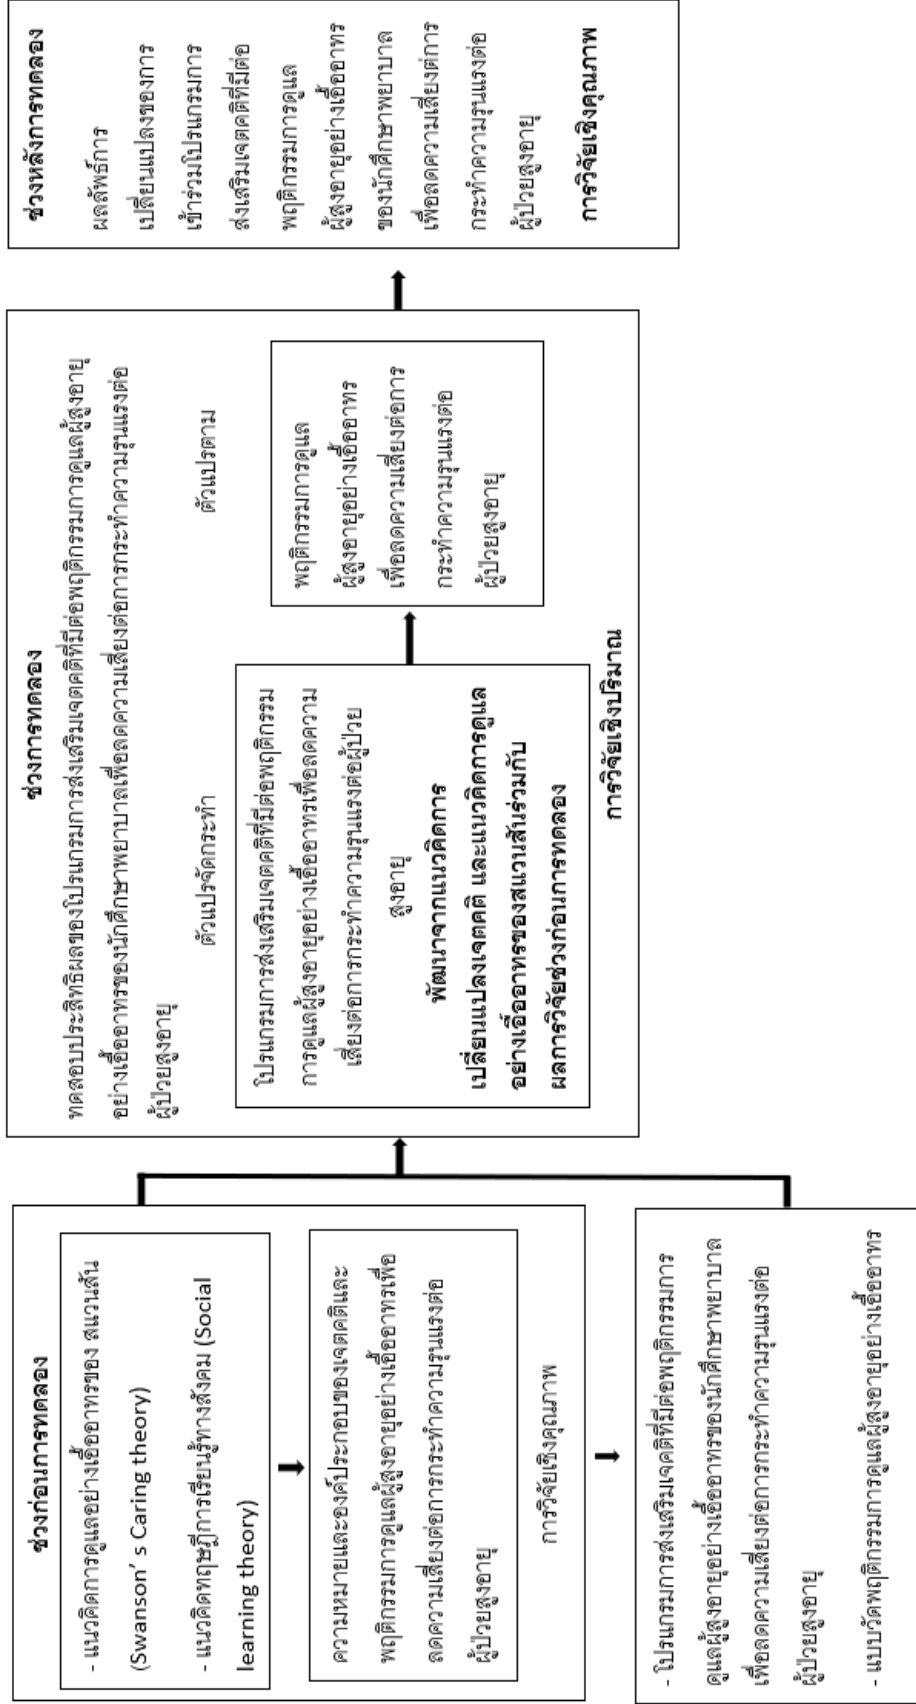 ช่วงก่อนการทดลอง
- แนวคิดการดูแลอย่างเอื้ออาทรของ สแวนสัน
(Swanson’ s Caring theory)
- แนวคิดทฤษฎีการเรียนรู้ทางสังคม (Social
learning theory)
ความหมายและองค์ประกอบของเจตคติและ
พฤติกรรมการดูแลผู้สูงอายุอย่างเอื้ออาทรเพื่อ
ลดความเสี่ยงต่อการกระทำความรุนแรงต่อ
ผู้ป่วยสูงอายุ
การวิจัยเชิงคุณภาพ
- โปรแกรมการส่งเสริมเจคติที่มีต่อพฤติกรรมการ
ดูแลผู้สูงอายุอย่างเอื้ออาทรของนักศึกษาพยาบาล
เพื่อลดความเสี่ยงต่อการกระทำความรุนแรงต่อ
ผู้ป่วยสูงอายุ
- แบบวัดพฤติกรรมการดูแลผู้สูงอายุอย่างเอื้ออาทร
ช่วงการทดลอง
ทดสอบประสิทธิผลของโปรแกรมการส่งเสริมเจตคติที่มีต่อพฤติกรรมการดูแลผู้สูงอายุ
อย่างเอื้ออาทรของนักศึกษาพยาบาลเพื่อลดความเสี่ยงต่อการกระทำความรุนแรงต่อ
ผู้ป่วยสูงอายุ
ตัวแปรจัดกระทำ
โปรแกรมการส่งเสริมเจตคติที่มีต่อพฤติกรรม
การดูแลผู้สูงอายุอย่างเอื้ออาทรเพื่อลดความ
เสี่ยงต่อการกระทำความรุนแรงต่อผู้ป่วย
สูงอายุ
พัฒนาจากแนวคิดการ
เปลี่ยนแปลงเจตคติ และแนวคิดการดูแล
อย่างเอื้ออาทรของสแวนสันร่วมกับ
ผลการวิจัยช่วงก่อนการทดลอง
ตัวแปรตาม
พฤติกรรมการดูแล
ผู้สูงอายุอย่างเอื้ออาทร
เพื่อลดความเสี่ยงต่อการ
กระทำความรุนแรงต่อ
ผู้ป่วยสูงอายุ
การวิจัยเชิงปริมาณ
ช่วงหลังการทดลอง
ผลลัพธ์การ
เปลี่ยนแปลงของการ
เข้าร่วมโปรแกรมการ
ส่งเสริมเจตคติที่มีต่อ
พฤติกรรมการดูแล
ผู้สูงอายุอย่างเอื้ออาทร
ของนักศึกษาพยาบาล
เพื่อลดความเสี่ยงต่การ
กระทำความรุนแรงต่อ
ผู้ป่วยสูงอายุ
การวิจัยเชิงคุณภาพ